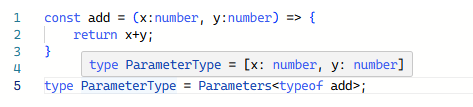 1 const add = (x:number, y:number) => {
2 return x+y;
3 }
4 type ParameterType = [x: number, y: number]
5 type ParameterType = Parameters<typeof add>;